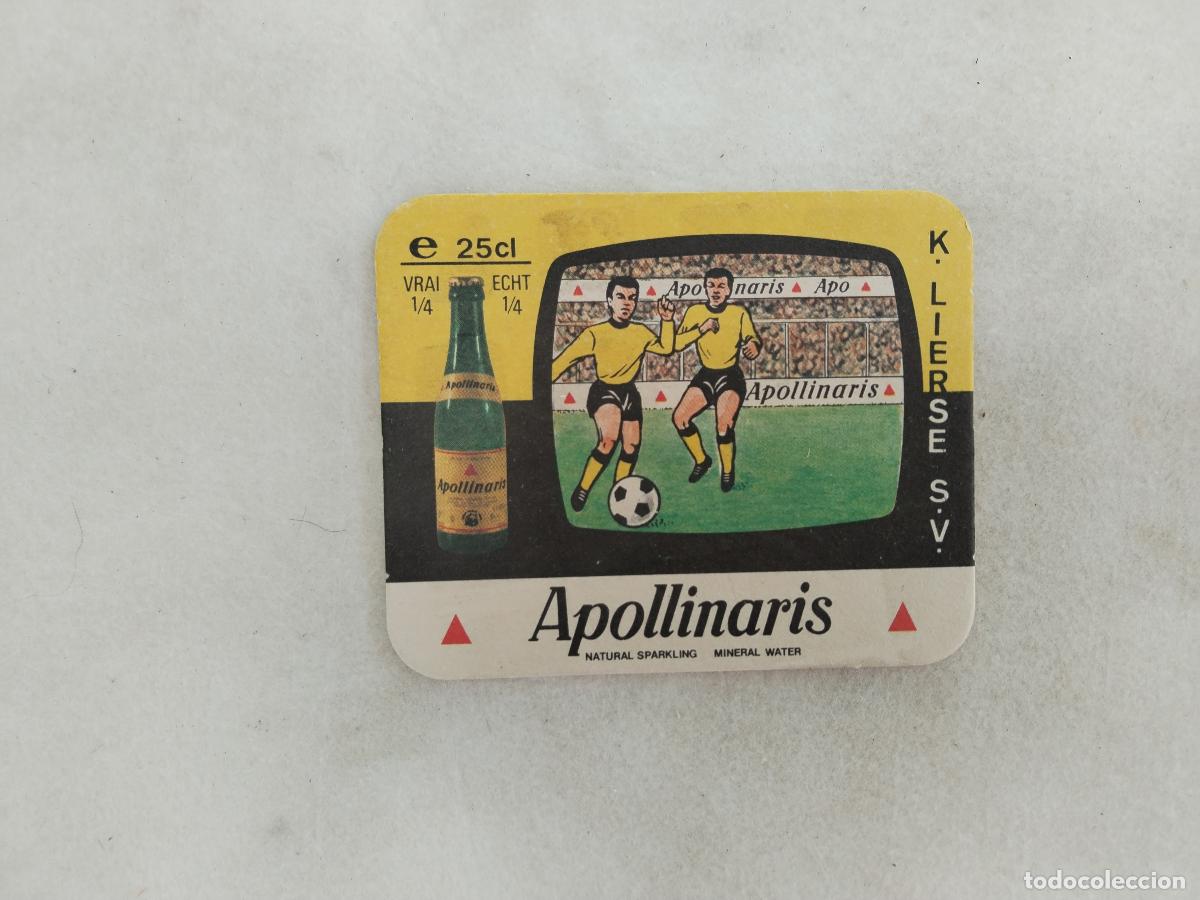 e 25cl
VRAI ECHT
1/4 1/4
Apollinaris
Apollinaris
Apollinaris Apo
Apollinaris
K. LIERSE S.V.
Apollinaris
NATURAL SPARKLING MINERAL WATER
todocoleccion